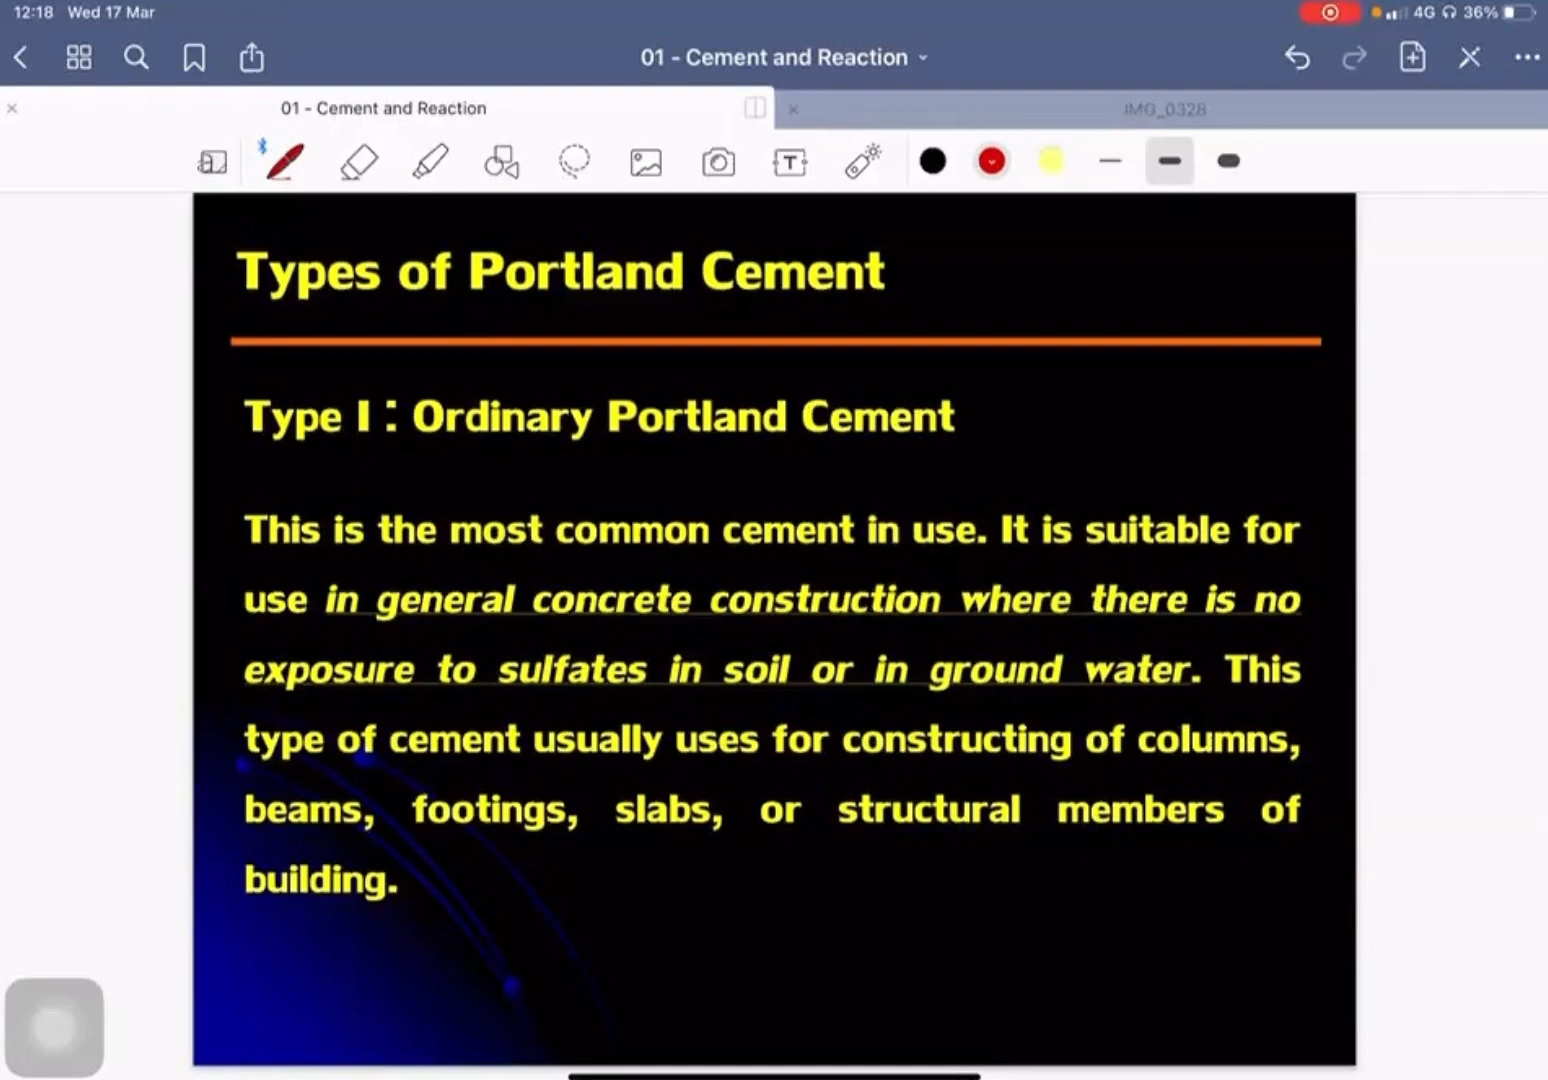 12:18 Wed 17 Mar
4G 36%
01 - Cement and Reaction
01 - Cement and Reaction
IMG_0328
Types of Portland Cement
Type I : Ordinary Portland Cement
This is the most common cement in use. It is suitable for
use in general concrete construction where there is no
exposure to sulfates in soil or in ground water. This
type of cement usually uses for constructing of columns,
beams, footings, slabs, or structural members of
building.